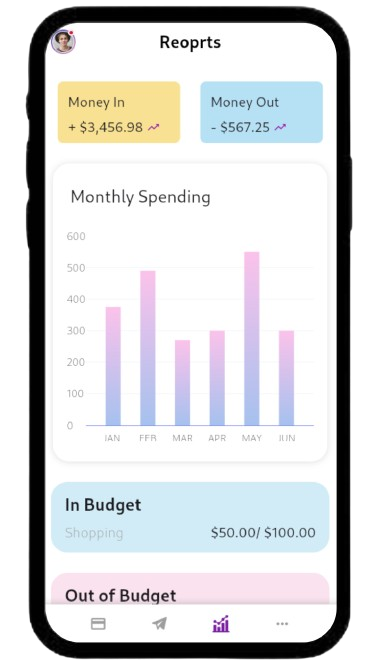 Reoprts
Money In
Money Out
+ $3,456.98
- $567.25
Monthly Spending
600
500
400
300
200
100
0
JAN FEB MAR APR MAY JUN
In Budget
Shopping $50.00/ $100.00
Out of Budget